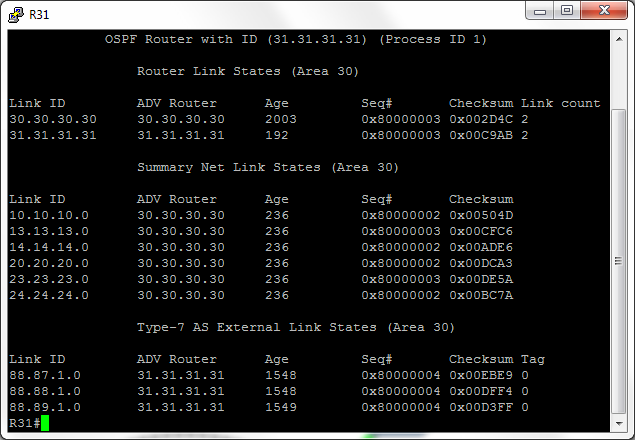 R31
OSPF Router with ID (31.31.31.31) (Process ID 1)
Router Link States (Area 30)
Link ID ADV Router Age Seq# Checksum Link count
30.30.30.30 30.30.30.30 2003 0x80000003 0x002D4C 2
31.31.31.31 31.31.31.31 192 0x80000003 0x00C9AB 2
Summary Net Link States (Area 30)
Link ID ADV Router Age Seq# Checksum
10.10.10.0 30.30.30.30 236 0x80000002 0x00504D
13.13.13.0 30.30.30.30 236 0x80000003 0x00CFC6
14.14.14.0 30.30.30.30 236 0x80000002 0x00ADE6
20.20.20.0 30.30.30.30 236 0x80000002 0x00DCA3
23.23.23.0 30.30.30.30 236 0x80000003 0x00DE5A
24.24.24.0 30.30.30.30 236 0x80000002 0x00BC7A
Type-7 AS External Link States (Area 30)
Link ID ADV Router Age Seq# Checksum Tag
88.87.1.0 31.31.31.31 1548 0x80000004 0x00EBE9 0
88.88.1.0 31.31.31.31 1548 0x80000004 0x00DFF4 0
88.89.1.0 31.31.31.31 1549 0x80000004 0x00D3FF 0
R31#